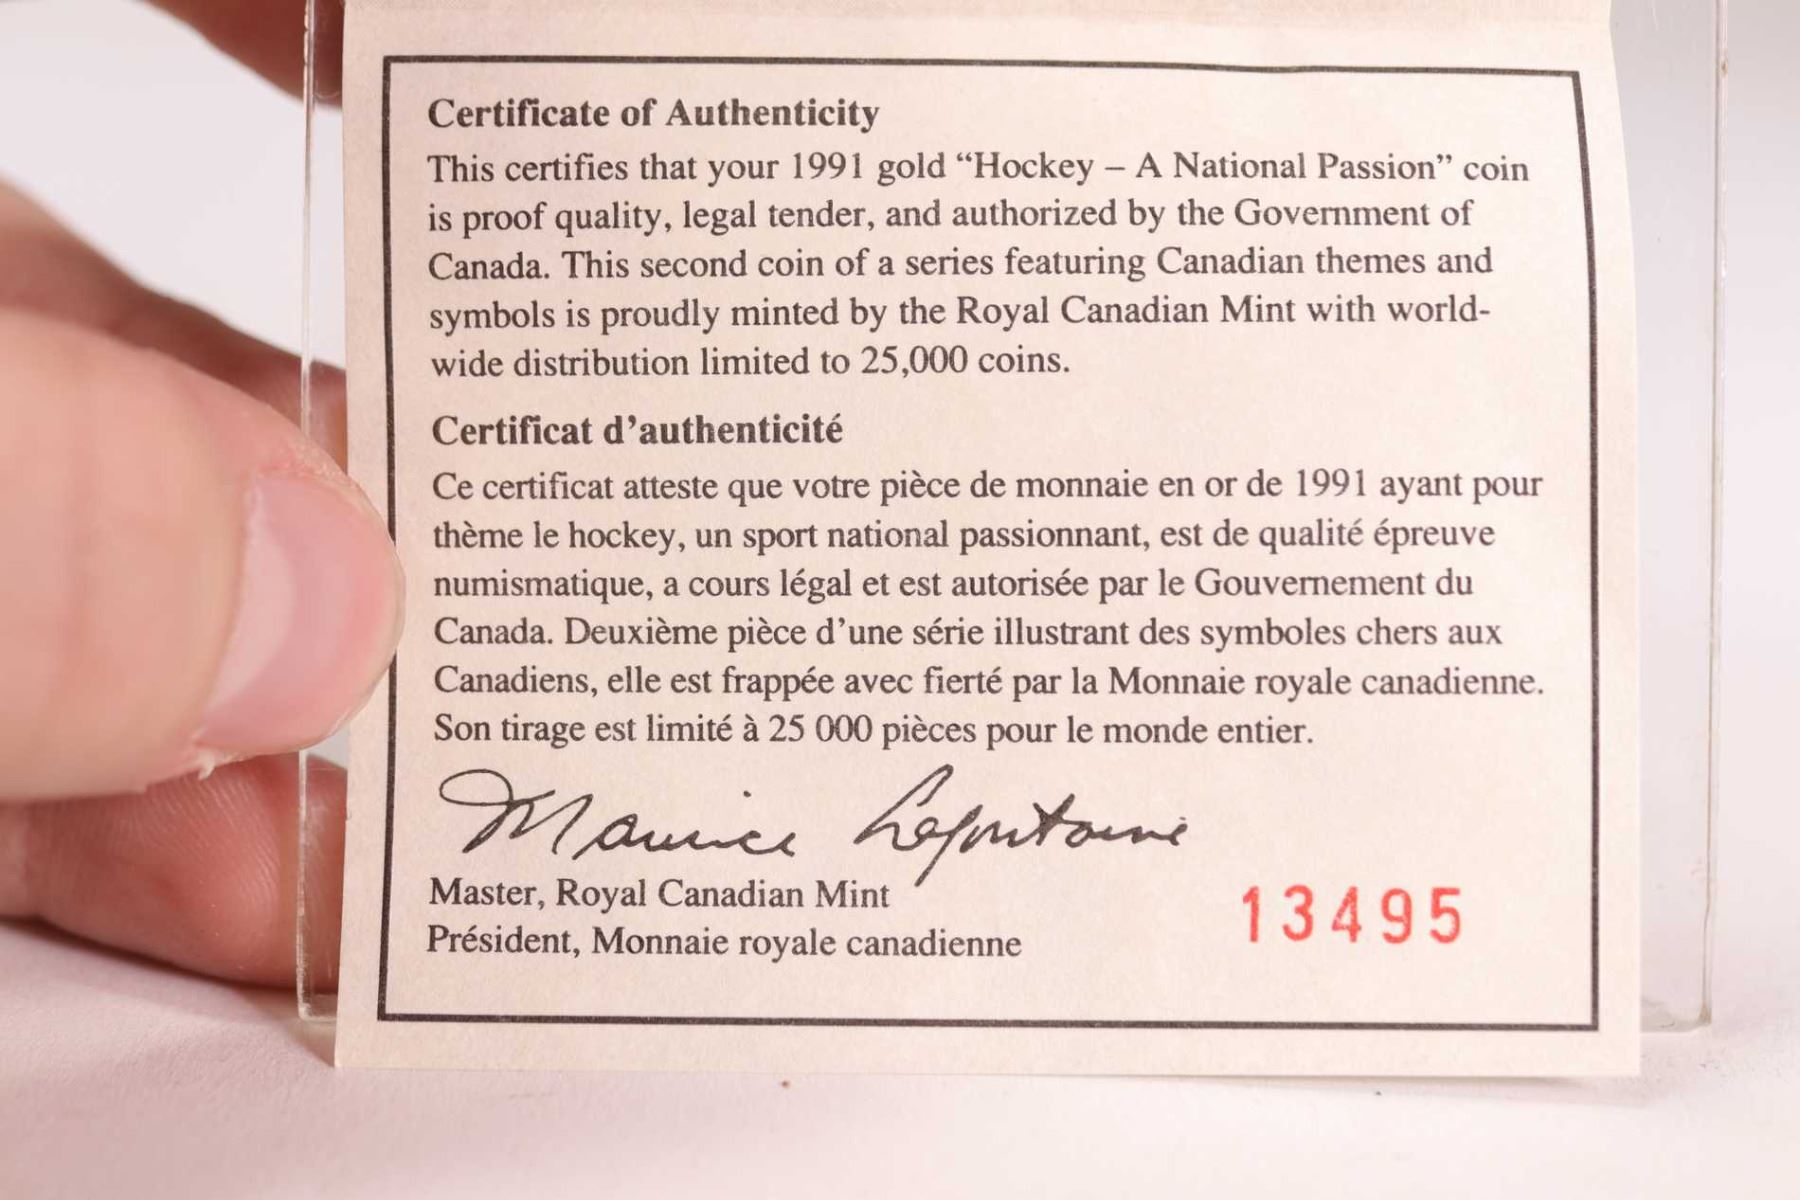 Certificate of Authenticity
This certifies that your 1991 gold “Hockey – A National Passion” coin
is proof quality, legal tender, and authorized by the Government of
Canada. This second coin of a series featuring Canadian themes and
symbols is proudly minted by the Royal Canadian Mint with world-
wide distribution limited to 25,000 coins.
Certificat d’authenticité
Ce certificat atteste que votre pièce de monnaie en or de 1991 ayant pour
thème le hockey, un sport national passionnant, est de qualité épreuve
numismatique, a cours légal et est autorisée par le Gouvernement du
Canada. Deuxième pièce d’une série illustrant des symboles chers aux
Canadiens, elle est frappée avec fierté par la Monnaie royale canadienne.
Son tirage est limité à 25 000 pièces pour le monde entier.
Maurice Lafontaine
Master, Royal Canadian Mint
Président, Monnaie royale canadienne
13495